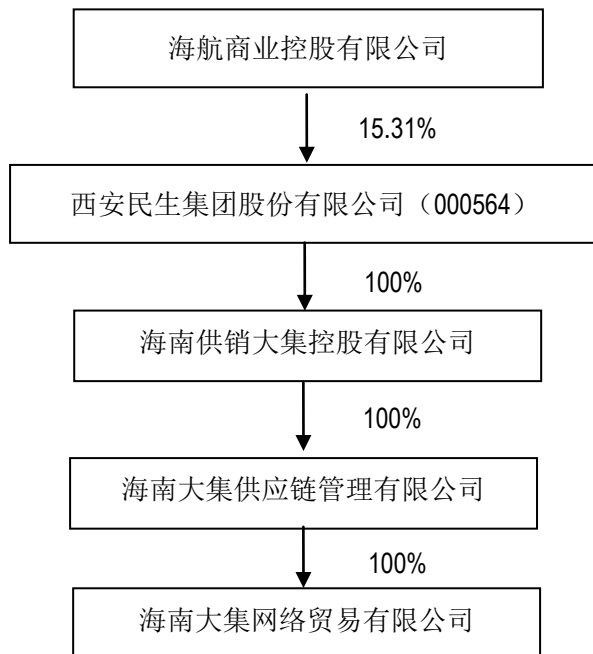 海航商业控股有限公司
15.31%
西安民生集团股份有限公司（000564）
100%
海南供销大集控股有限公司
100%
海南大集供应链管理有限公司
100%
海南大集网络贸易有限公司